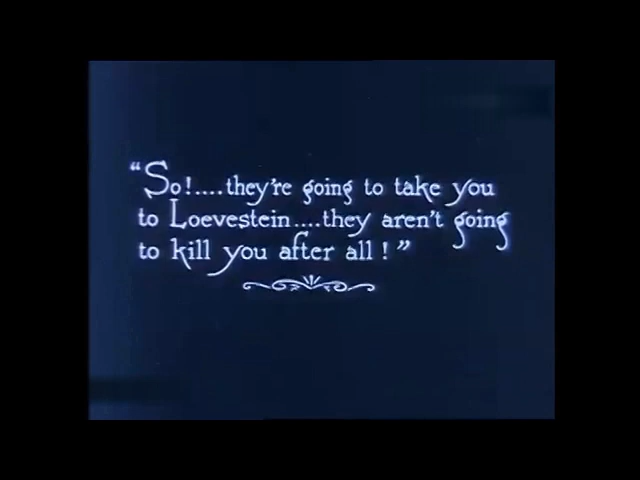 “So!....they're going to take you
to Loevestein....they aren't going
to kill you after all!”